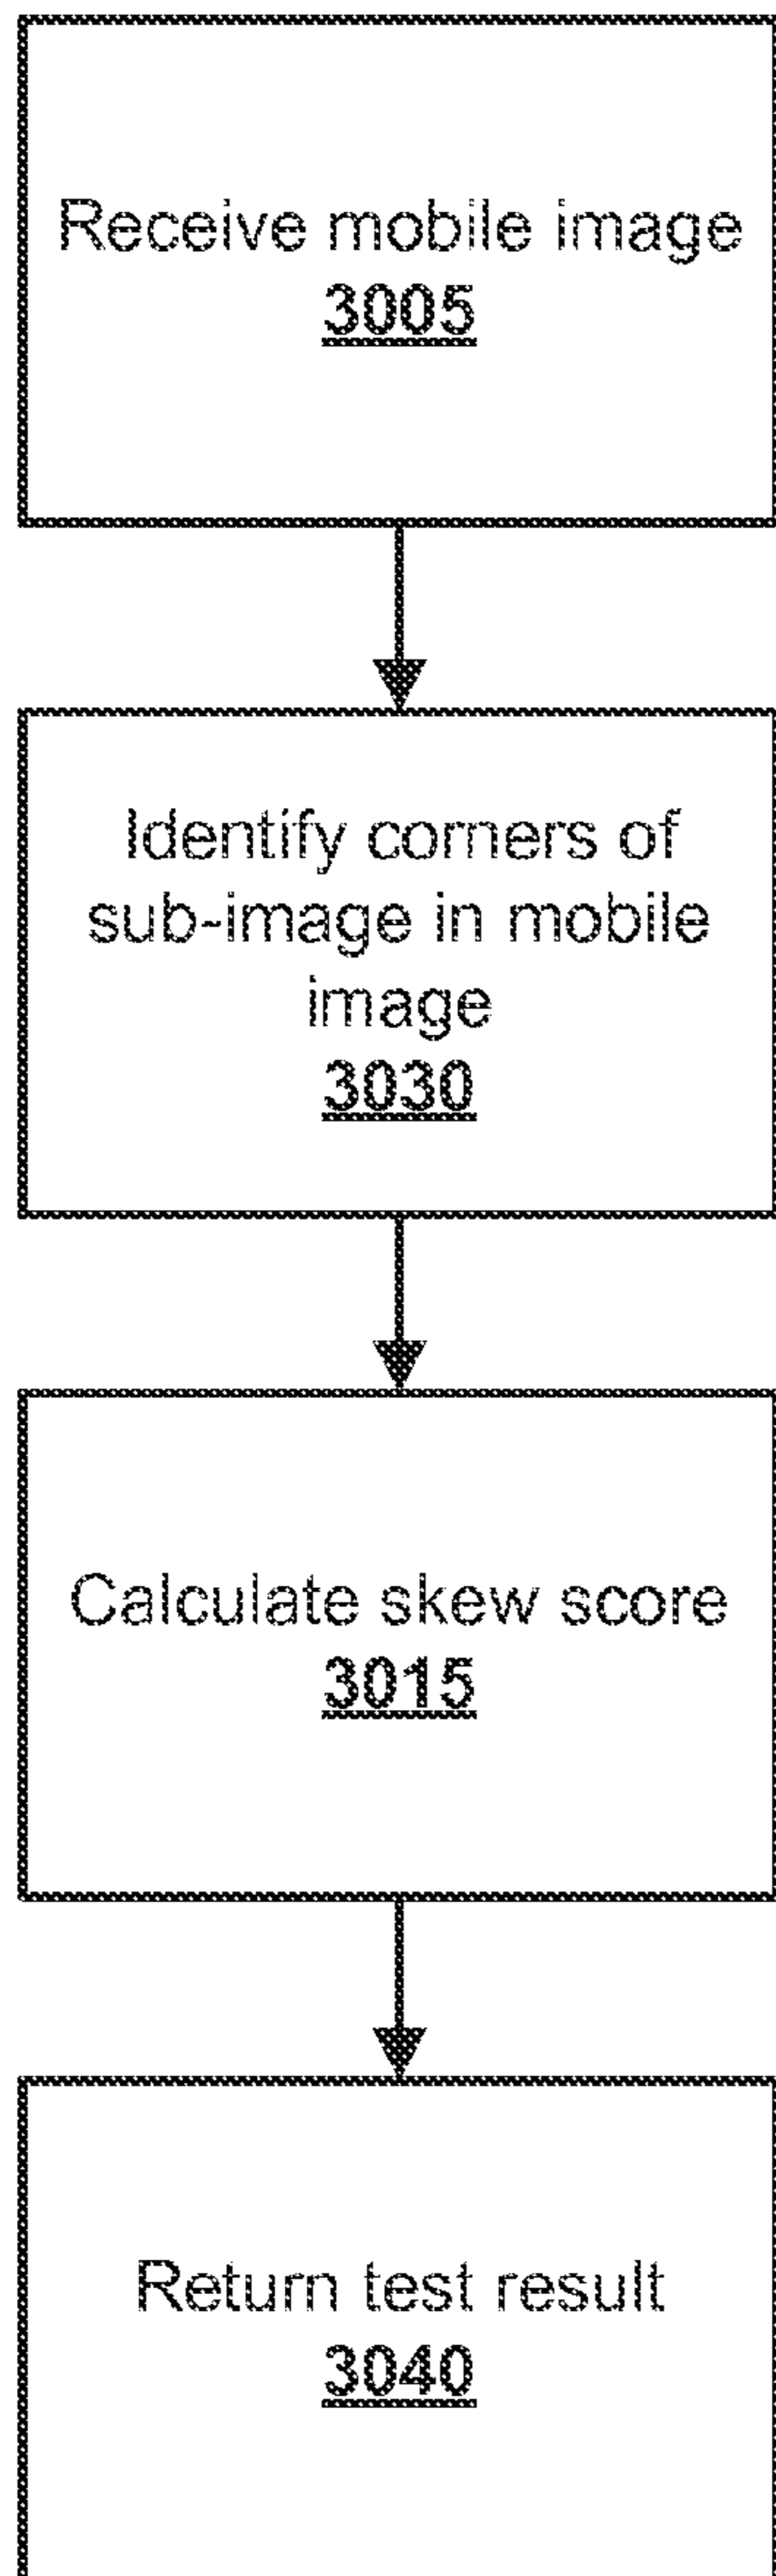 Receive mobile image
3005
Identify corners of
sub-image in mobile
image
3030
Calculate skew score
3015
Return test result
3040